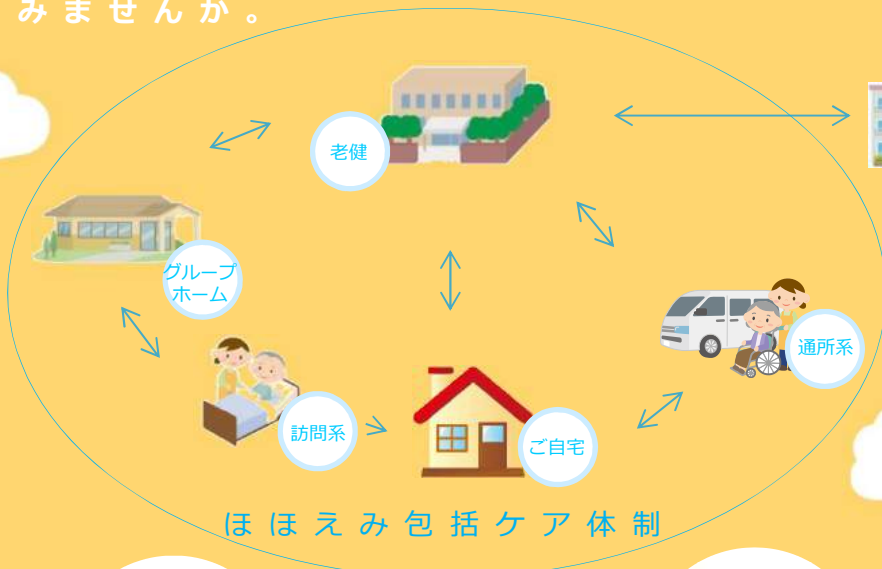 みませんか。
老健
グループ
ホーム
通所系
訪問系
ご自宅
ほほえみ包括ケア体制